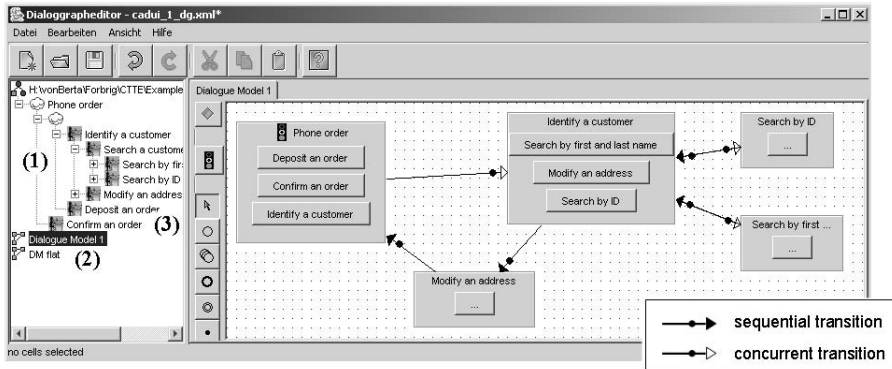 Dialoggrapheditor - cadui_1_dg.xml*
Datei Bearbeiten Ansicht Hilfe
H:\vonBerta\Forbrig\CTTE\Example
Phone order
Identify a customer
Search a custome
Search by firs
Search by ID
Modify an addres
Deposit an order
Confirm an order
Dialogue Model 1
DM flat
(1)
(3)
(2)
Dialogue Model 1
Phone order
Deposit an order
Confirm an order
Identify a customer
Identify a customer
Search by first and last name
Modify an address
Search by ID
Search by ID
...
Search by first ...
...
Modify an address
...
sequential transition
concurrent transition
no cells selected